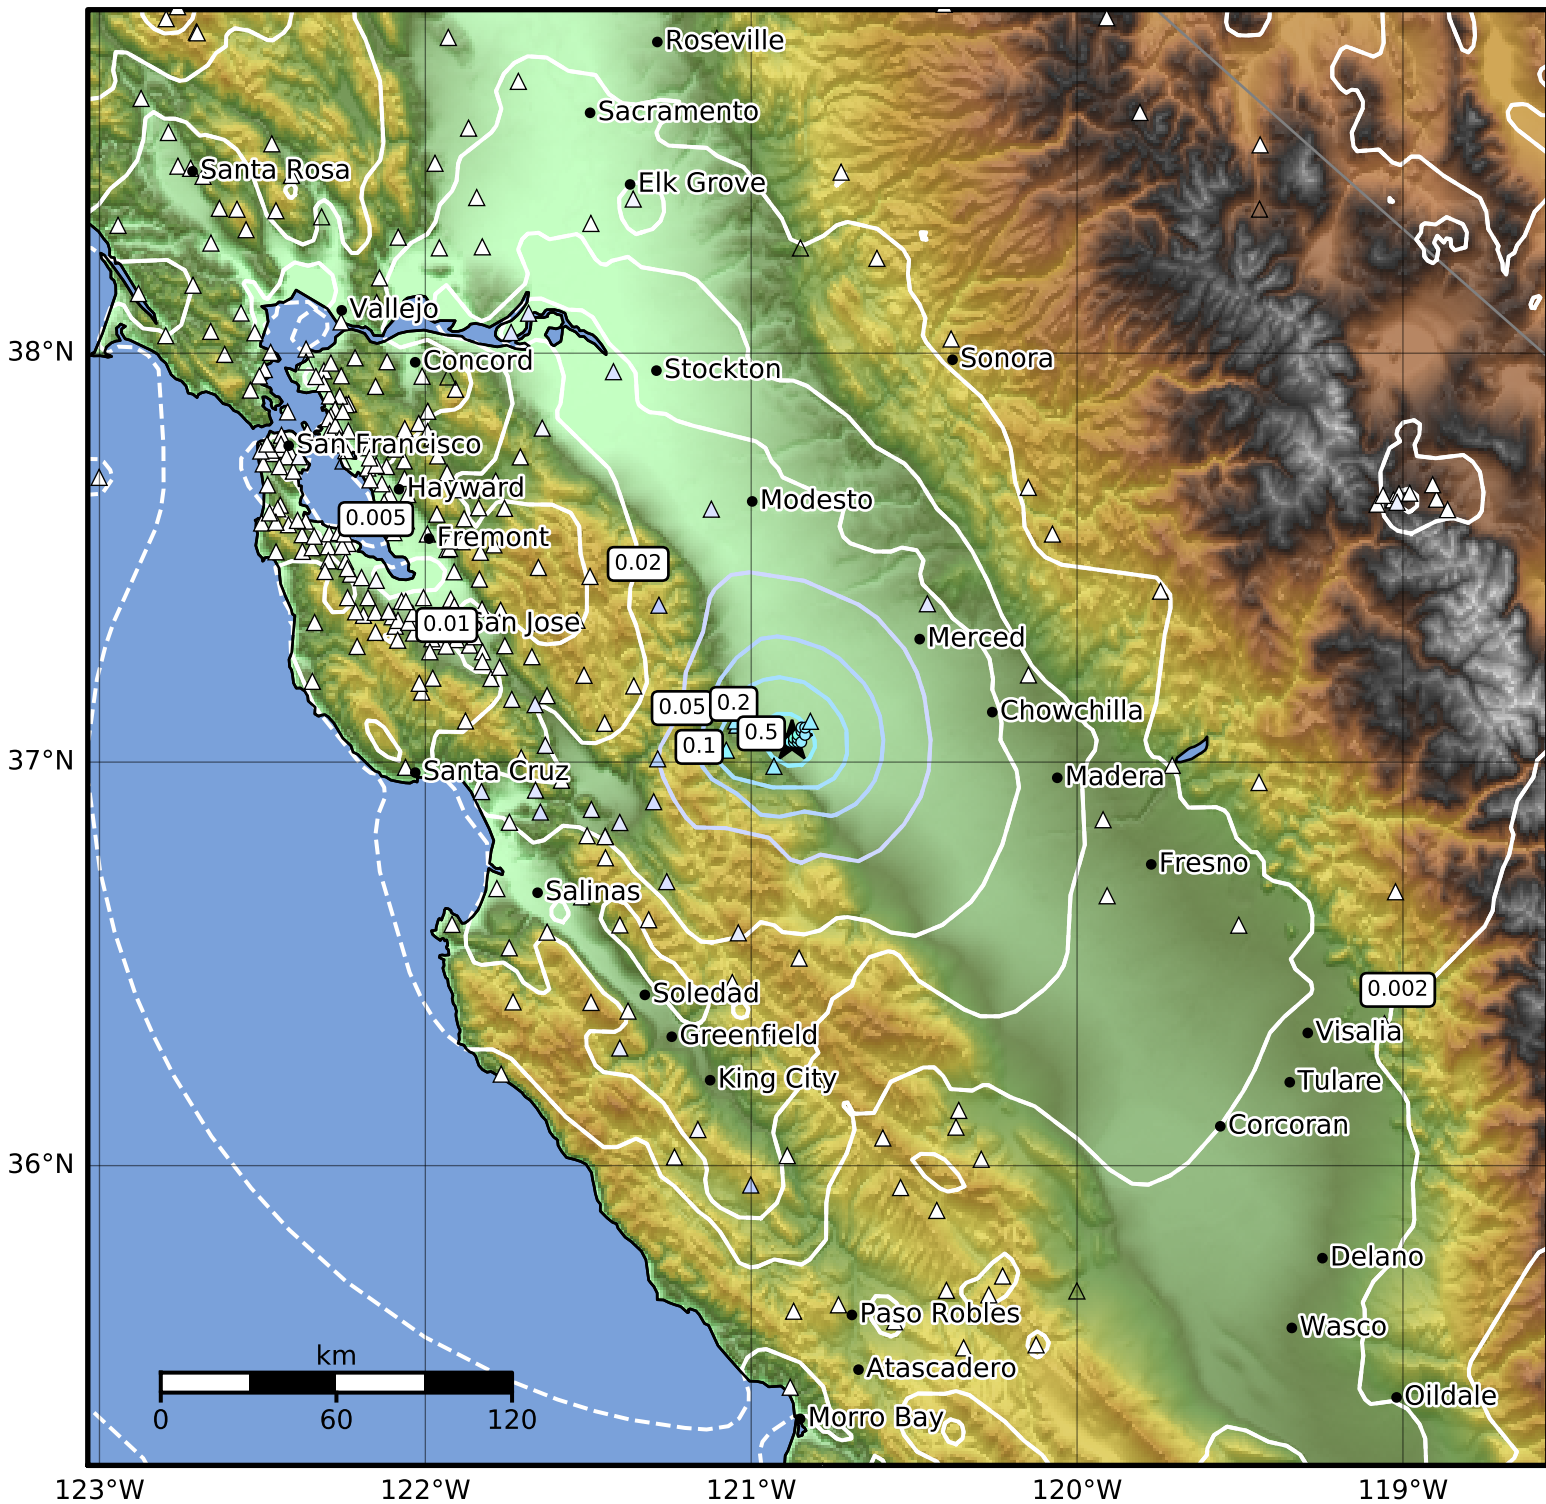 Roseville
Sacramento
Santa Rosa
Elk Grove
Vallejo
38°N
Concord
Stockton
Sonora
San Francisco
Hayward
Modesto
0.005
Fremont
0.02
0.01
San Jose
Merced
0.05
0.2
0.5
0.1
Chowchilla
37°N
Santa Cruz
Madera
Fresno
Salinas
Soledad
0.002
Greenfield
Visalia
King City
Tulare
Corcoran
36°N
Delano
Paso Robles
Wasco
km
Atascadero
Oildale
0 60 120
Morro Bay
123°W 122°W 121°W 120°W 119°W